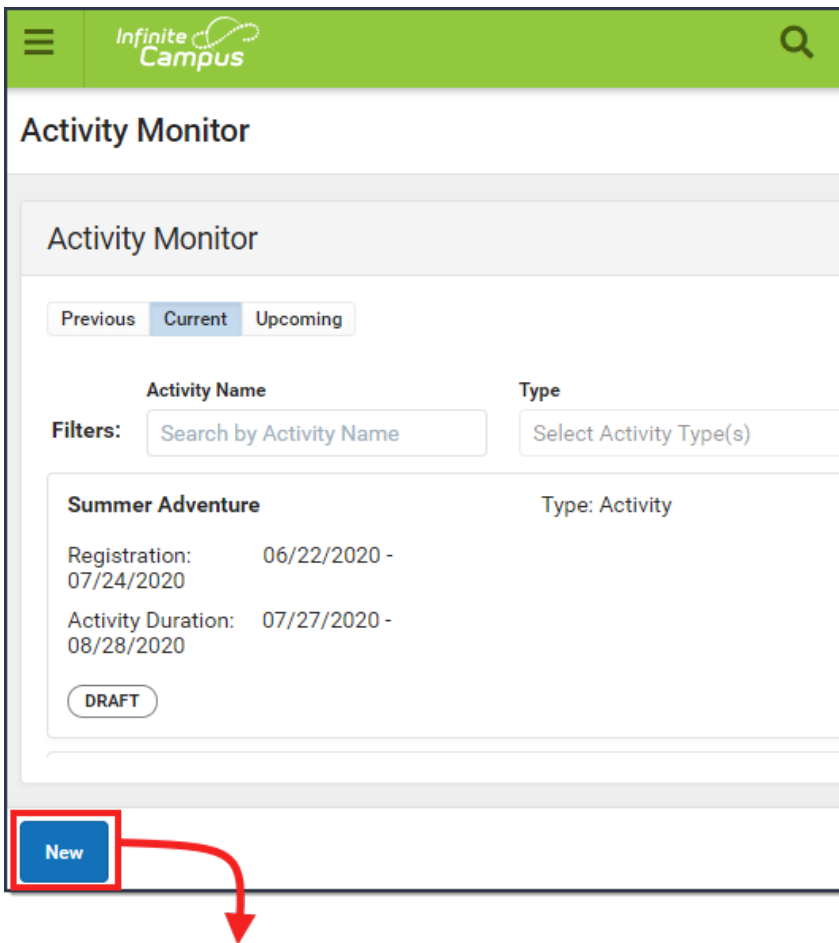 Infinite
Campus
Activity Monitor
Activity Monitor
Previous Current Upcoming
Activity Name Type
Filters: Search by Activity Name Select Activity Type(s)
Summer Adventure Type: Activity
Registration: 06/22/2020 -
07/24/2020
Activity Duration: 07/27/2020 -
08/28/2020
DRAFT
New